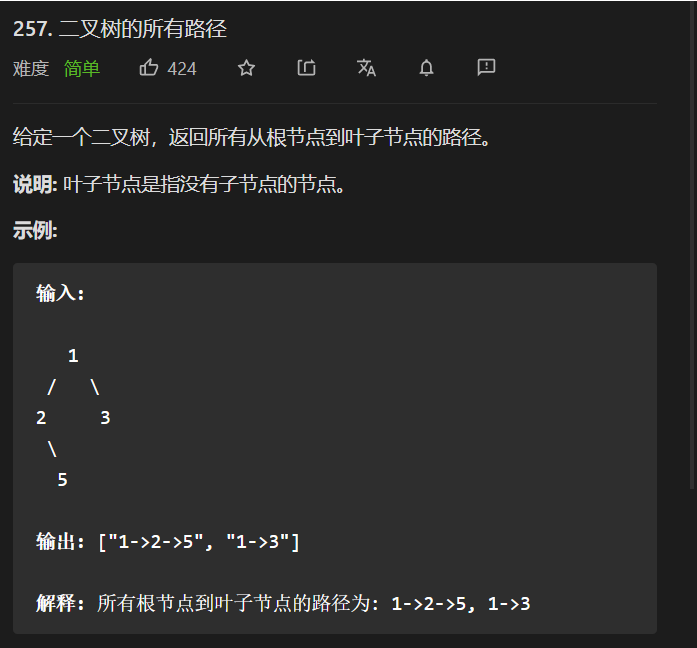 257. 二叉树的所有路径
难度 简单 424
给定一个二叉树，返回所有从根节点到叶子节点的路径。
说明: 叶子节点是指没有子节点的节点。
示例:
输入:
1
/ \
2 3
\
5
输出: ["1->2->5", "1->3"]
解释: 所有根节点到叶子节点的路径为: 1->2->5, 1->3